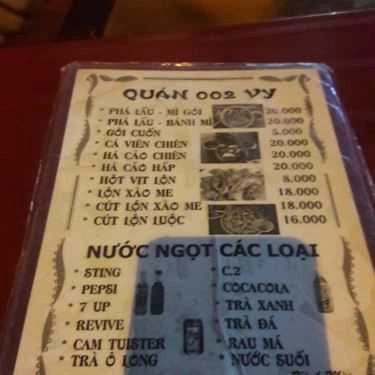 QUÁN 002 VY
* PHÁ LẤU - MÌ GÓI 20.000
* PHÁ LẤU - BÁNH MÌ 20.000
* GỎI CUỐN 5.000
* CÁ VIÊN CHIÊN 20.000
* HÁ CẢO CHIÊN 20.000
* HÁ CẢO HẤP 20.000
* HỘT VỊT LỘN 8.000
* LỘN XÀO ME 18.000
* CÚT LỘN XÀO ME 18.000
* CÚT LỘN LUỘC 16.000
NƯỚC NGỌT CÁC LOẠI
* STING * C.2
* PEPSI * COCACOLA
* 7 UP * TRÀ XANH
* REVIVE * TRÀ ĐÁ
* CAM TUISTER * RAU MÁ
* TRÀ Ô LONG * NƯỚC SUỐI